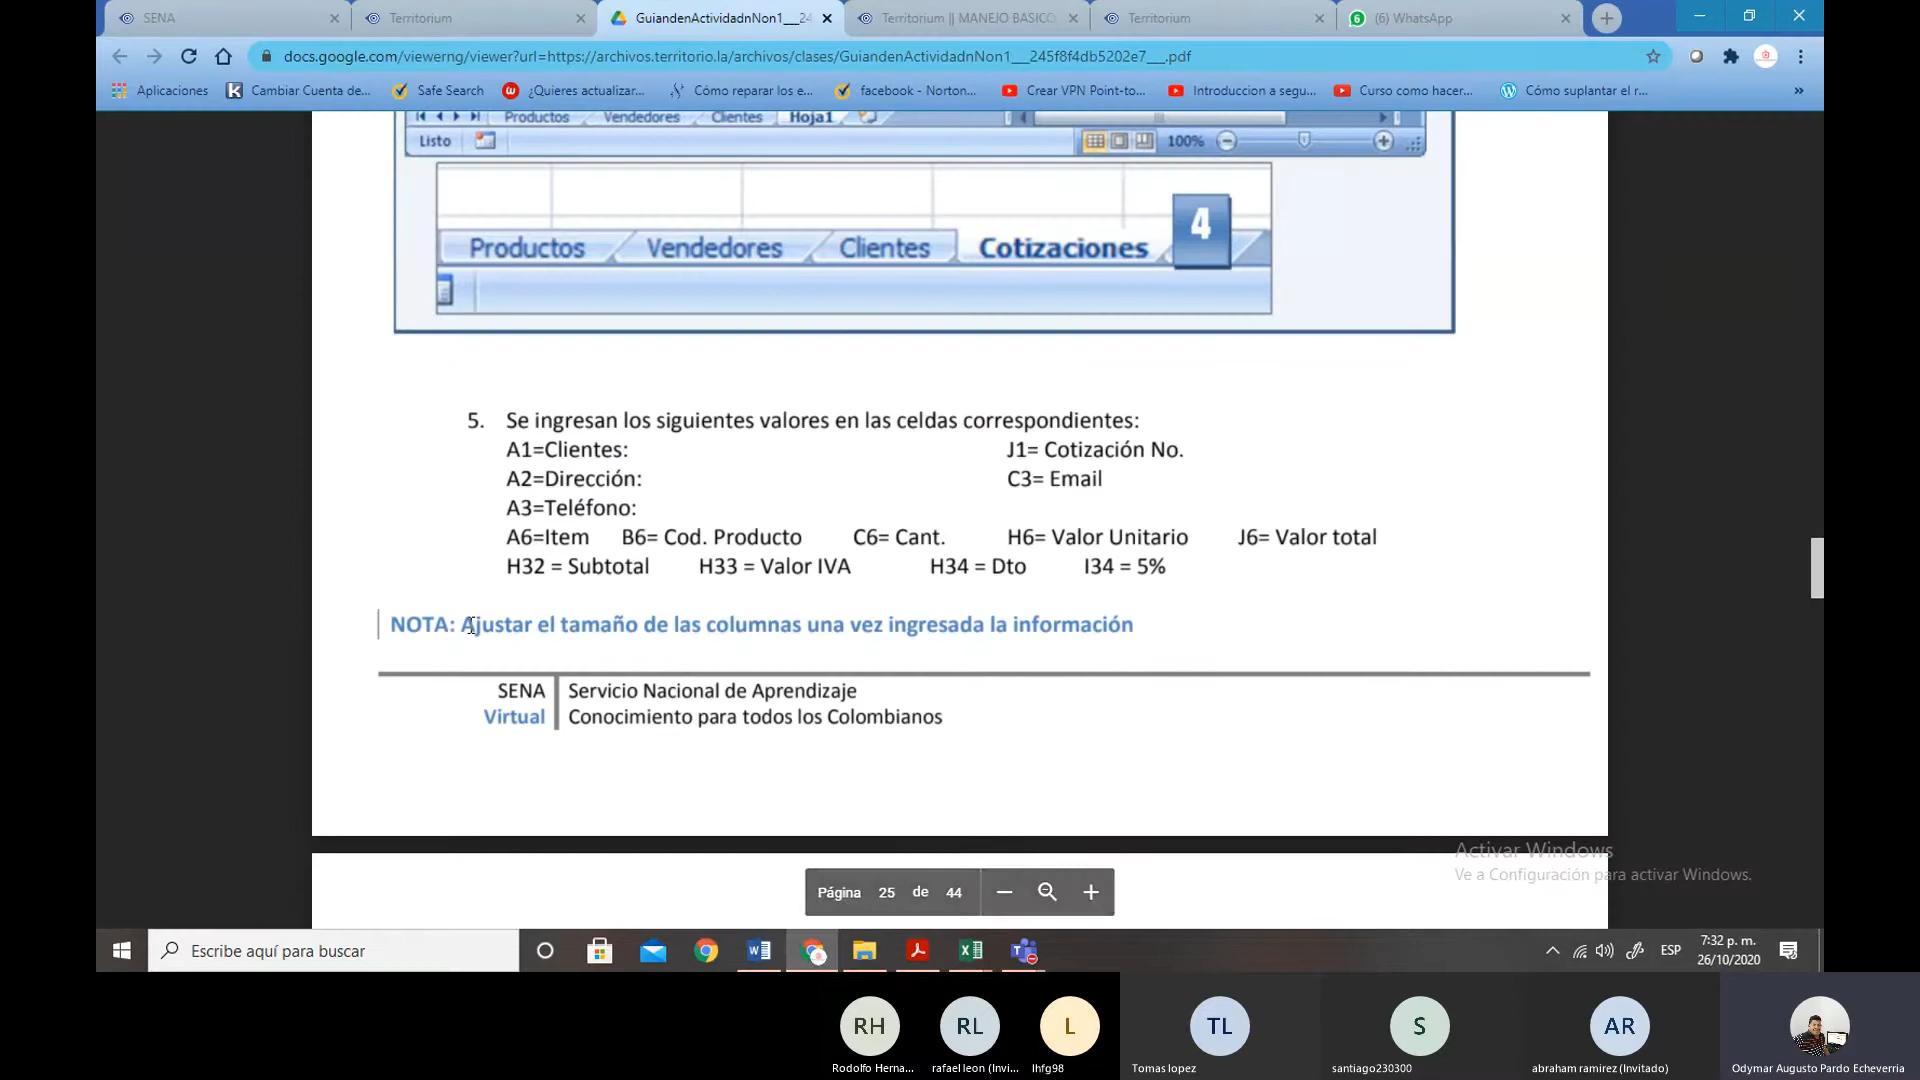 SENA
Territorium
GuiandenActividadnNon1___24
Territorium || MANEJO BASICO
Territorium
(6) WhatsApp
docs.google.com/viewerng/viewer?url=https://archivos.territorio.la/archivos/clases/GuiandenActividadnNon1___245f8f4db5202e7___.pdf
Aplicaciones
Cambiar Cuenta de...
Safe Search
¿Quieres actualizar...
Cómo reparar los e...
facebook - Norton...
Crear VPN Point-to...
Introduccion a segu...
Curso como hacer...
Cómo suplantar el r...
»
Productos Vendedores Clientes Hoja1
Listo 100%
4
Productos Vendedores Clientes Cotizaciones
5. Se ingresan los siguientes valores en las celdas correspondientes:
A1=Clientes: J1= Cotización No.
A2=Dirección: C3= Email
A3=Teléfono:
A6=Item B6= Cod. Producto C6= Cant. H6= Valor Unitario J6= Valor total
H32 = Subtotal H33 = Valor IVA H34 = Dto I34 = 5%
NOTA: Ajustar el tamaño de las columnas una vez ingresada la información
SENA Servicio Nacional de Aprendizaje
Virtual Conocimiento para todos los Colombianos
Activar Windows
Ve a Configuración para activar Windows.
Página 25 de 44
Escribe aquí para buscar
ESP
7:32 p. m.
26/10/2020
RH
RL
L
TL
S
AR
Rodolfo Herna...
rafael leon (Invi...
lhfg98
Tomas lopez
santiago230300
abraham ramirez (Invitado)
Odymar Augusto Pardo Echeverria